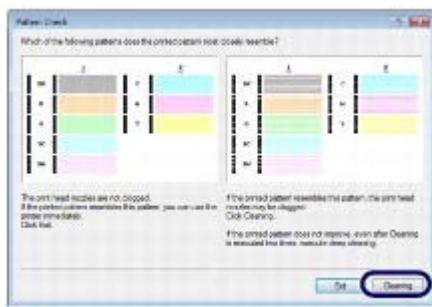 Pattern Check
Which of the following patterns does the printed pattern most closely resemble?
The print head nozzles are not clogged.
If the printed pattern resembles this pattern, you can use the
printer immediately.
Click Exit.
If the printed pattern resembles this pattern, the print head
nozzles may be clogged.
Click Cleaning.
If the printed pattern does not improve, even after Cleaning
is executed two times, execute deep cleaning.
Exit
Cleaning